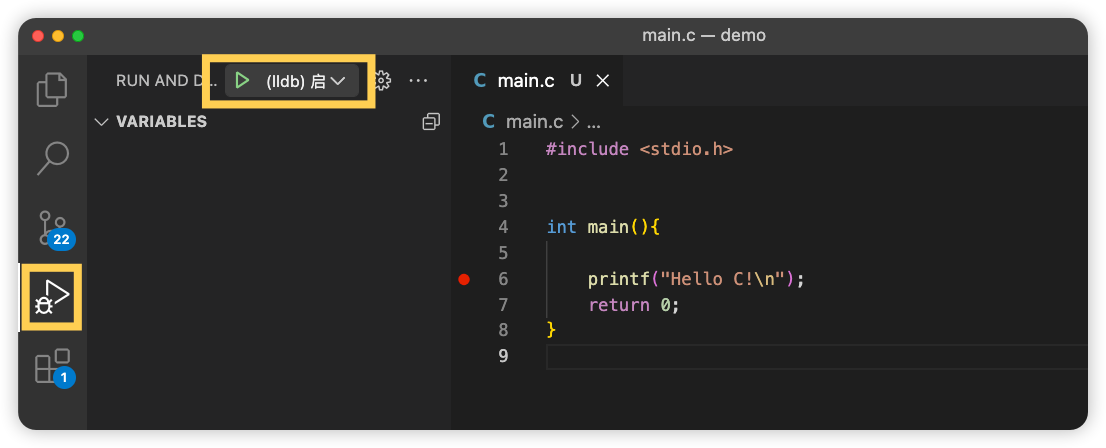 main.c — demo
RUN AND D...
(lldb) 启
VARIABLES
22
1
C main.c U
C main.c > ...
1 #include <stdio.h>
2
3
4 int main(){
5
6 printf("Hello C!\n");
7 return 0;
8 }
9